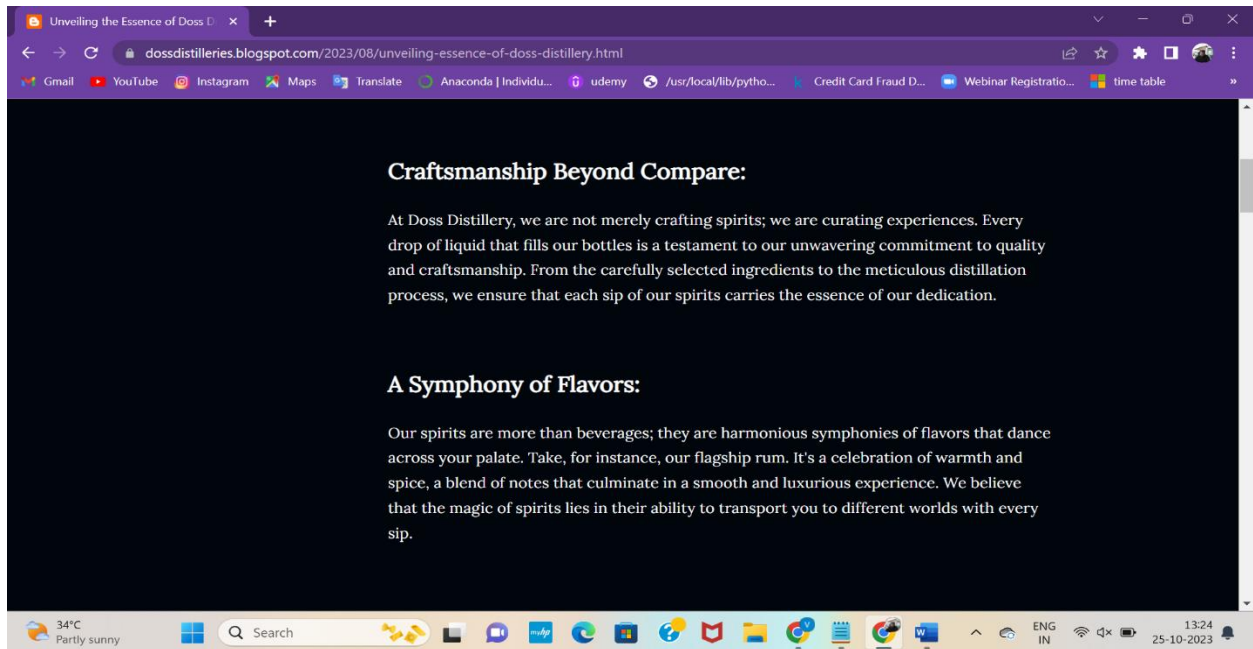 Unveiling the Essence of Doss D
dossdistilleries.blogspot.com/2023/08/unveiling-essence-of-doss-distillery.html
Gmail YouTube Instagram Maps Translate Anaconda | Individu... udemy /usr/local/lib/pytho... Credit Card Fraud D... Webinar Registratio... time table »
Craftsmanship Beyond Compare:
At Doss Distillery, we are not merely crafting spirits; we are curating experiences. Every
drop of liquid that fills our bottles is a testament to our unwavering commitment to quality
and craftsmanship. From the carefully selected ingredients to the meticulous distillation
process, we ensure that each sip of our spirits carries the essence of our dedication.
A Symphony of Flavors:
Our spirits are more than beverages; they are harmonious symphonies of flavors that dance
across your palate. Take, for instance, our flagship rum. It's a celebration of warmth and
spice, a blend of notes that culminate in a smooth and luxurious experience. We believe
that the magic of spirits lies in their ability to transport you to different worlds with every
sip.
34°C
Partly sunny
Search
myhp
ENG
IN
13:24
25-10-2023